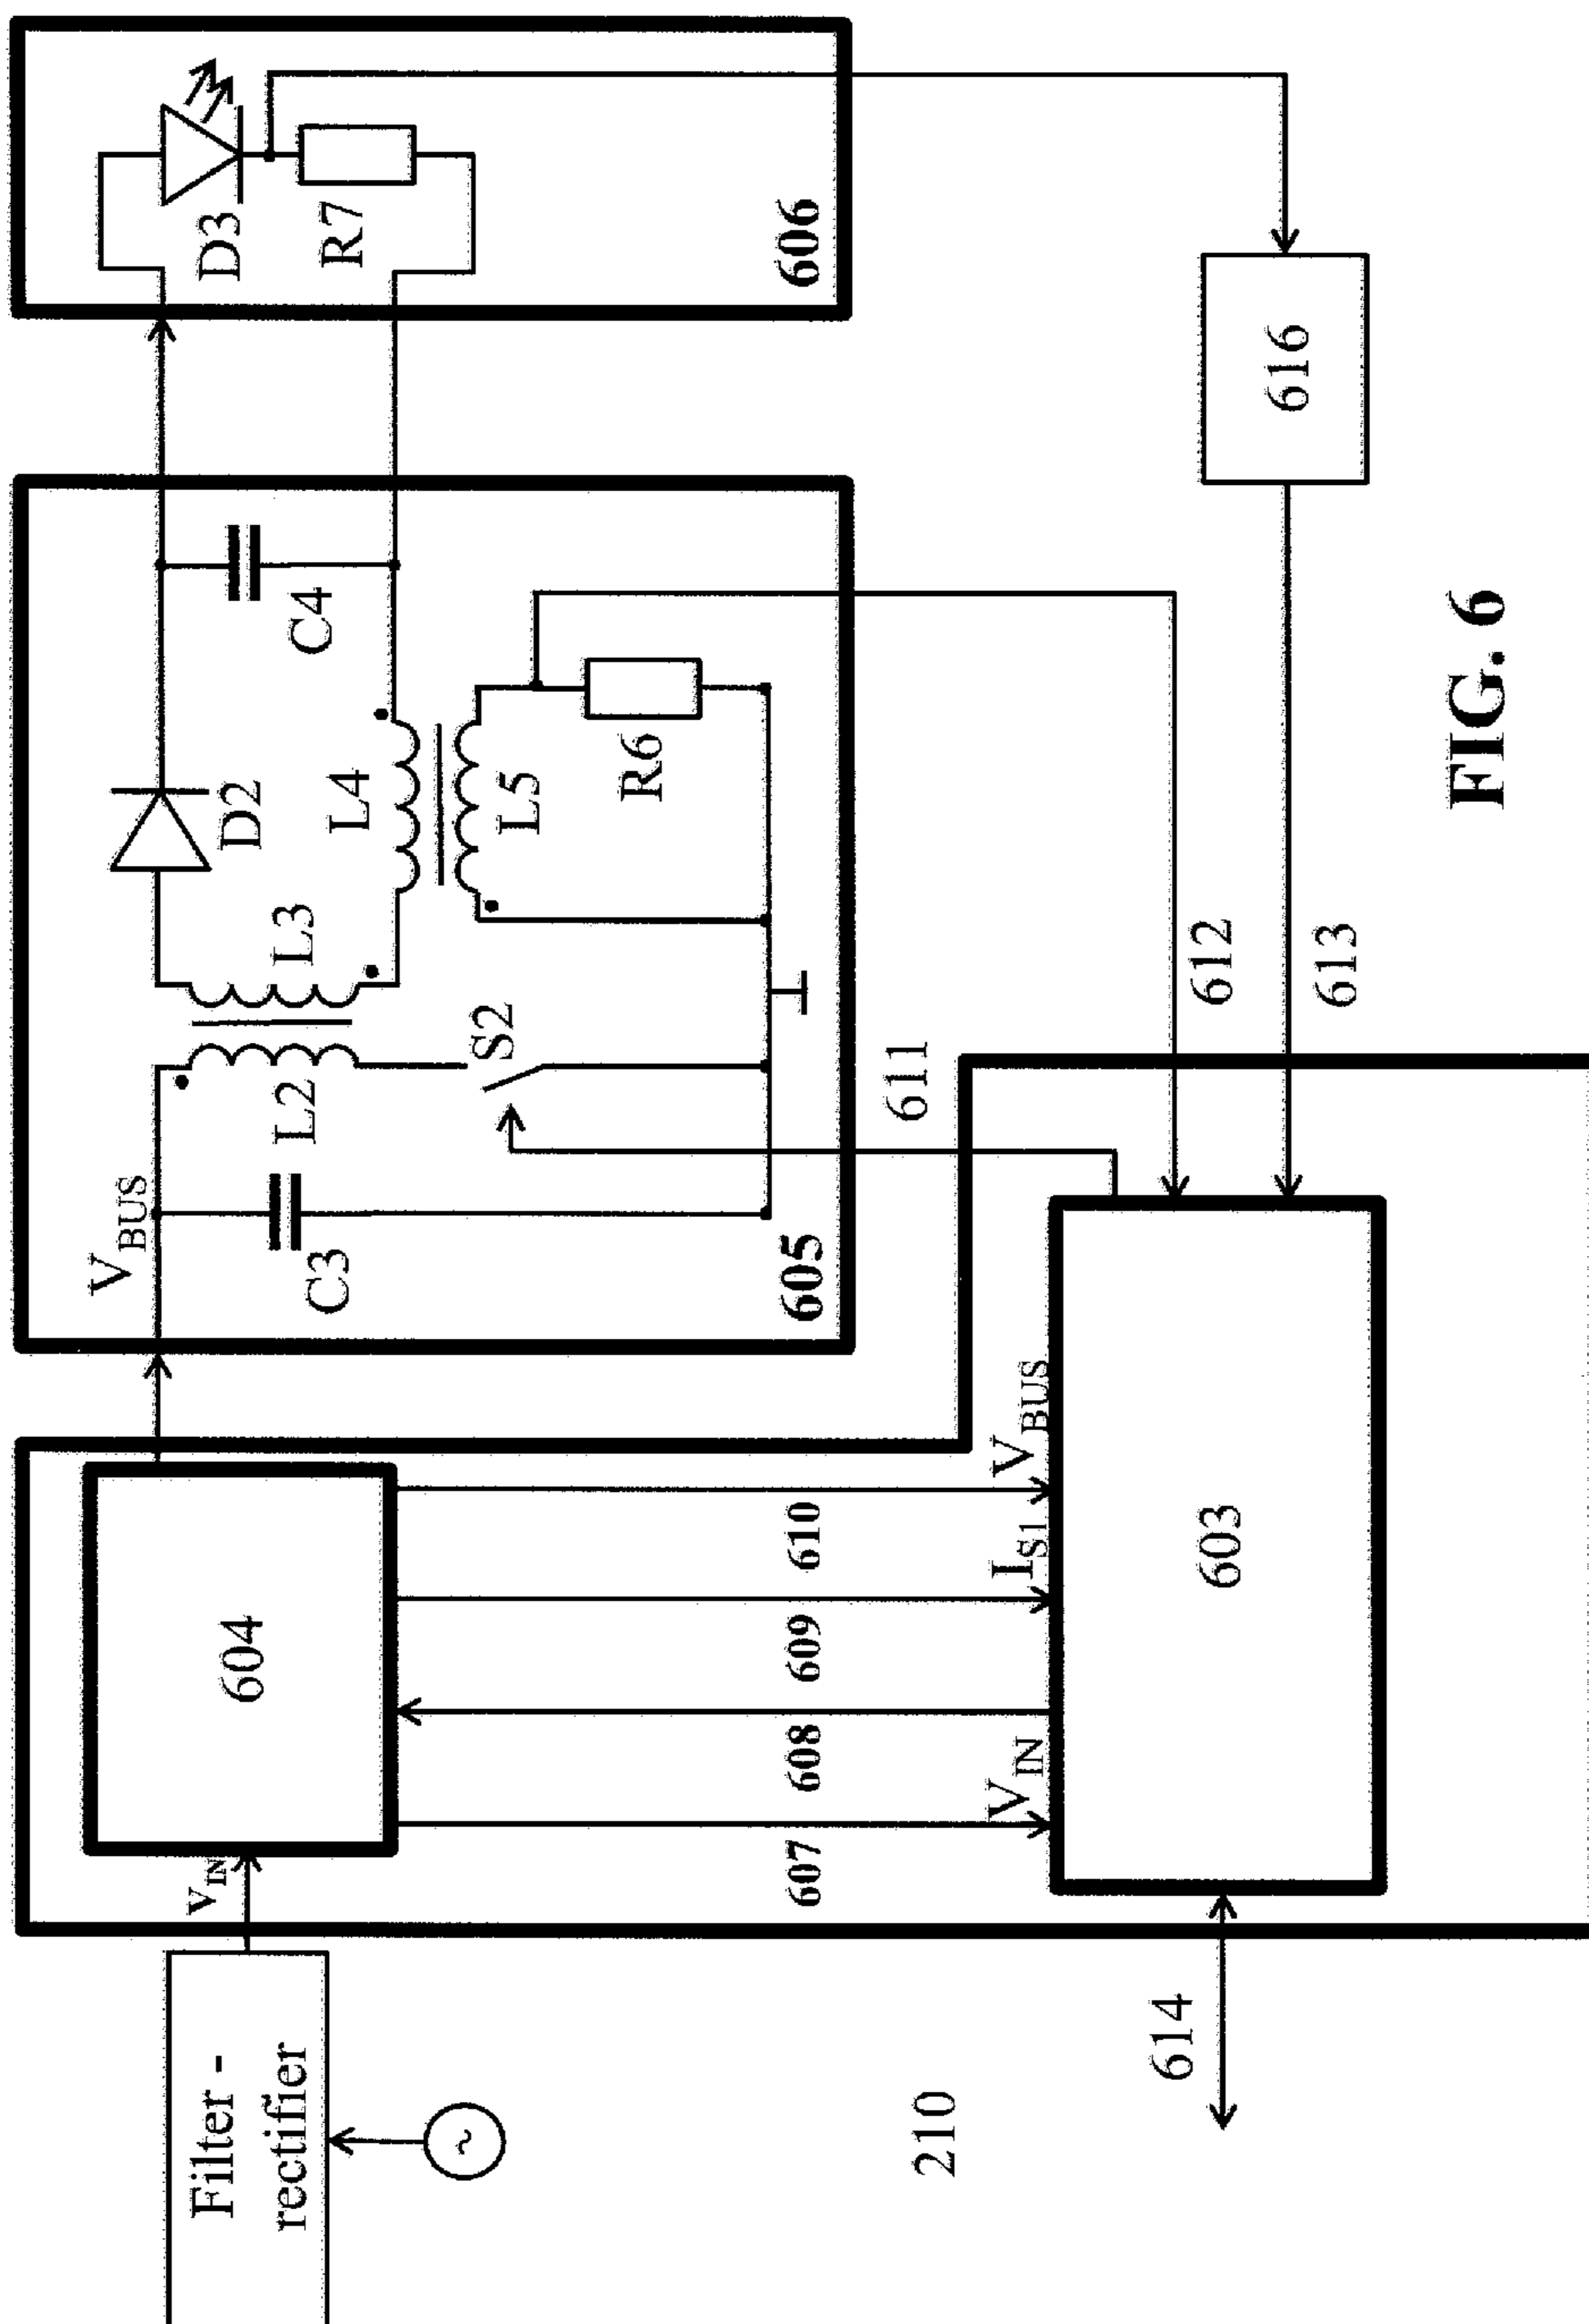 Filter -
rectifier
210
614
V_IN
604
607
608
609
610
V_IN
I_S1
V_BUS
603
V_BUS
C3
L2
L3
S2
605
D2
L4
L5
R6
C4
611
612
613
616
D3
R7
606
~
FIG. 6